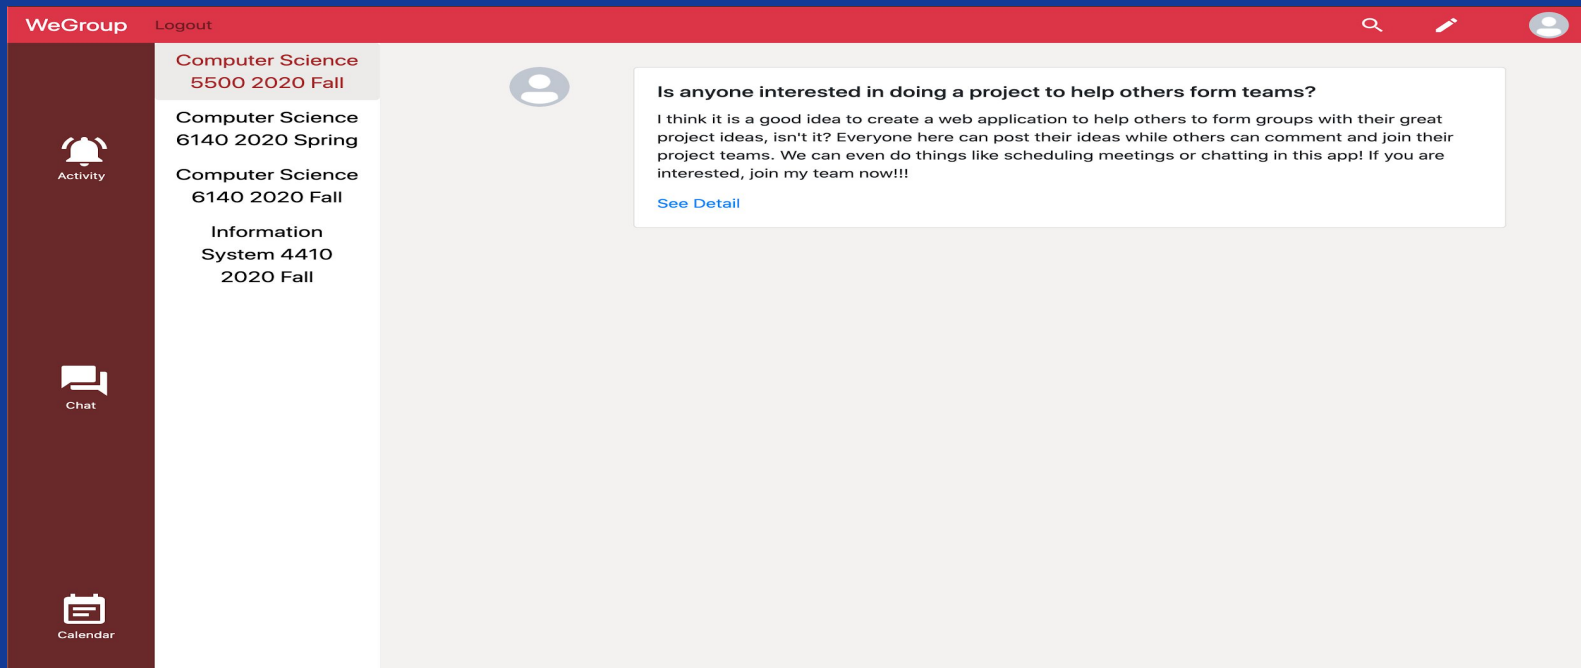 WeGroup
Logout
Activity
Chat
Calendar
Computer Science
5500 2020 Fall
Computer Science
6140 2020 Spring
Computer Science
6140 2020 Fall
Information
System 4410
2020 Fall
Is anyone interested in doing a project to help others form teams?
I think it is a good idea to create a web application to help others to form groups with their great
project ideas, isn't it? Everyone here can post their ideas while others can comment and join their
project teams. We can even do things like scheduling meetings or chatting in this app! If you are
interested, join my team now!!!
See Detail